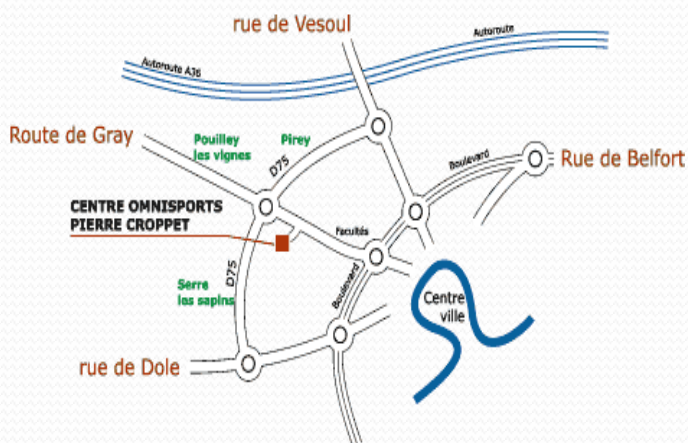 rue de Vesoul
Autoroute
Autoroute A36
Route de Gray
Pouilley
les vignes
Pirey
D75
Boulevard
Rue de Belfort
CENTRE OMNISPORTS
PIERRE CROPPET
Facultés
D75
Serre
les sapins
Boulevard
Centre
ville
rue de Dole